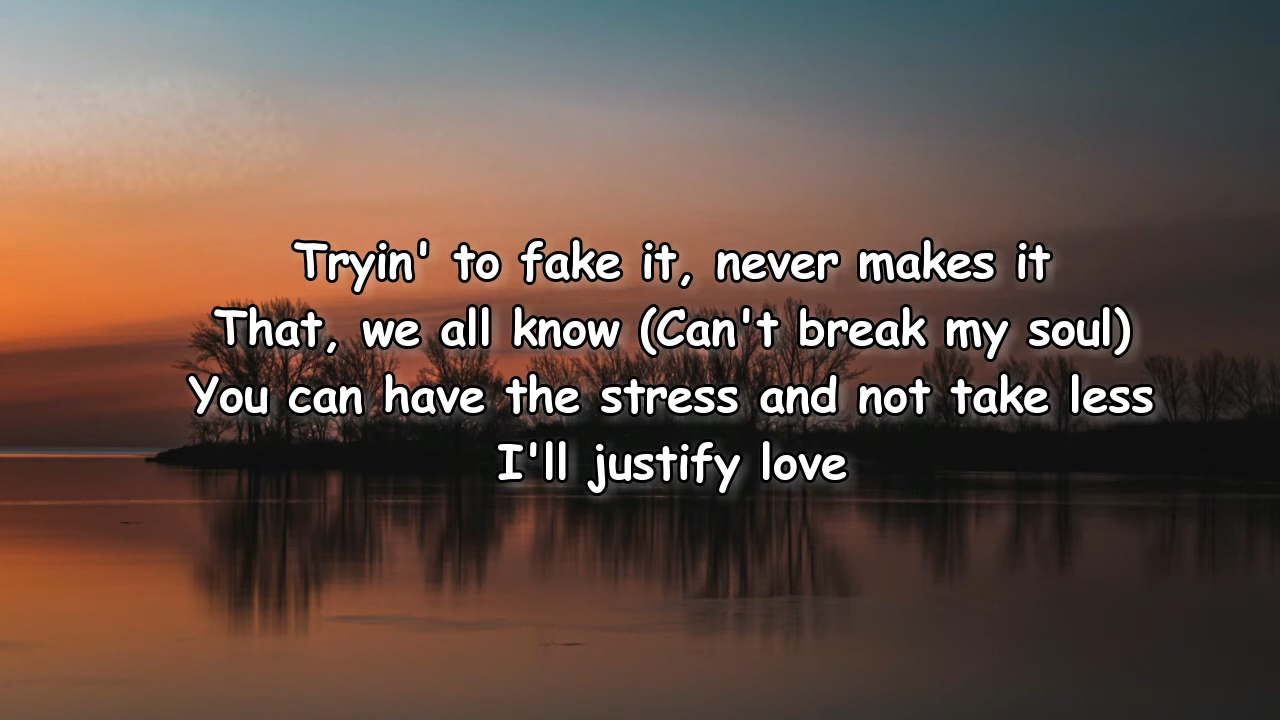 Tryin' to fake it, never makes it
That, we all know (Can't break my soul)
You can have the stress and not take less
I'll justify love